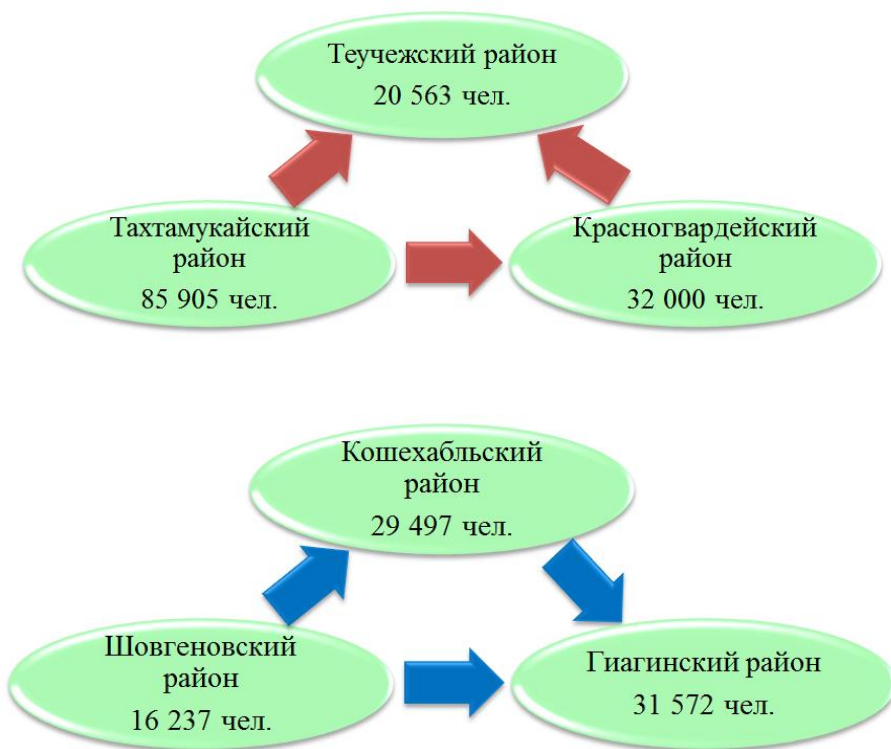 Теучежский район
20 563 чел.
Тахтамукайский
район
85 905 чел.
Красногвардейский
район
32 000 чел.
Кошехабльский
район
29 497 чел.
Шовгеновский
район
16 237 чел.
Гиагинский район
31 572 чел.